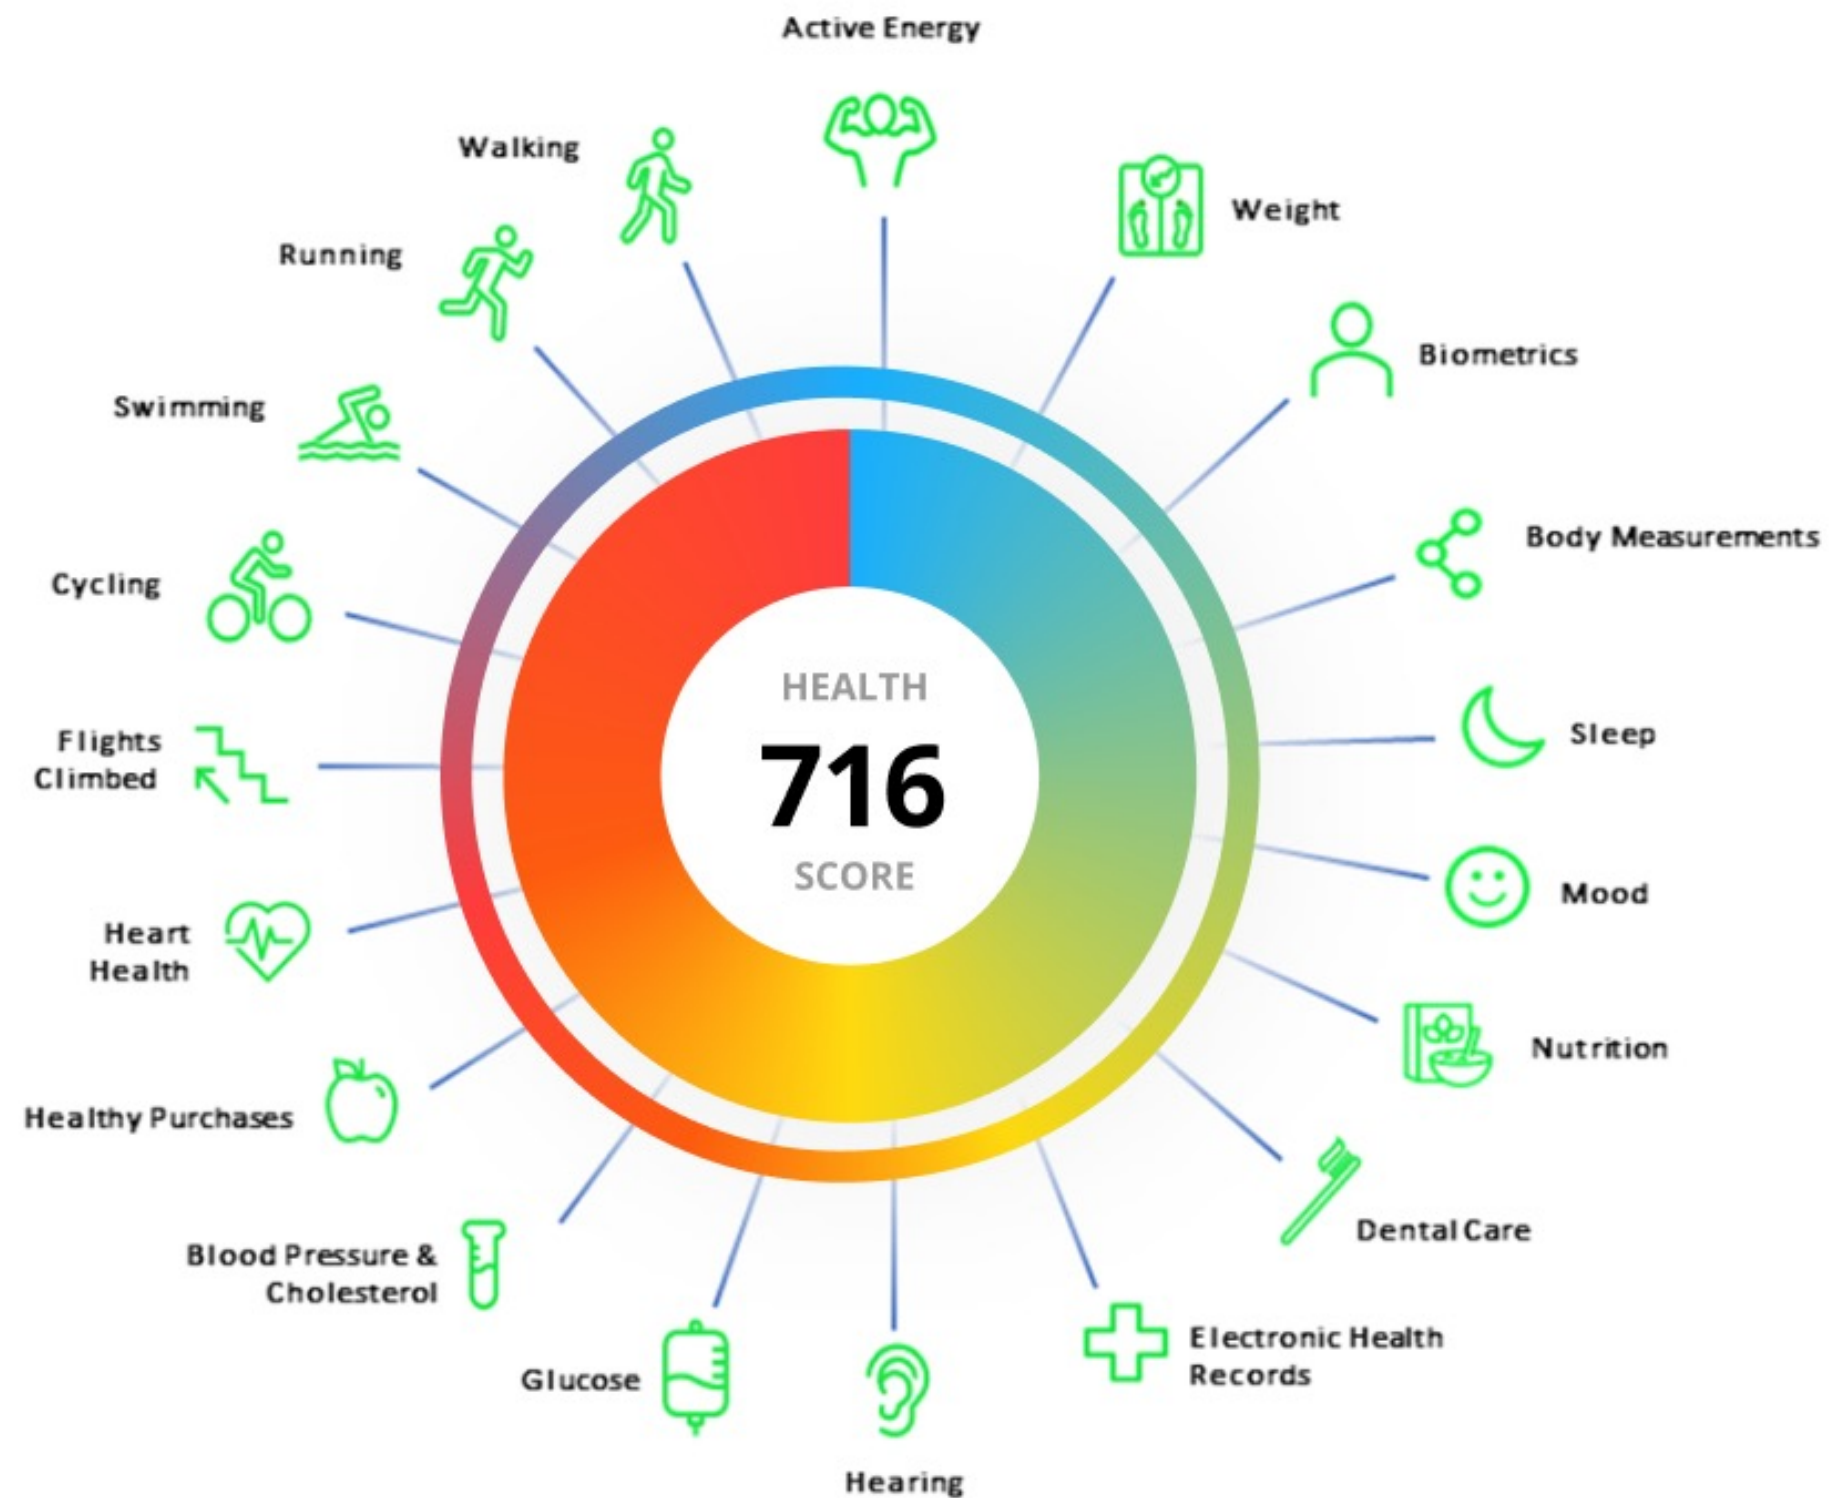 Active Energy
Walking
Weight
Running
Biometrics
Swimming
Body Measurements
Cycling
HEALTH
716
SCORE
Flights
Climbed
Sleep
Heart
Health
Mood
Nutrition
Healthy Purchases
Dental Care
Blood Pressure &
Cholesterol
Electronic Health
Records
Glucose
Hearing